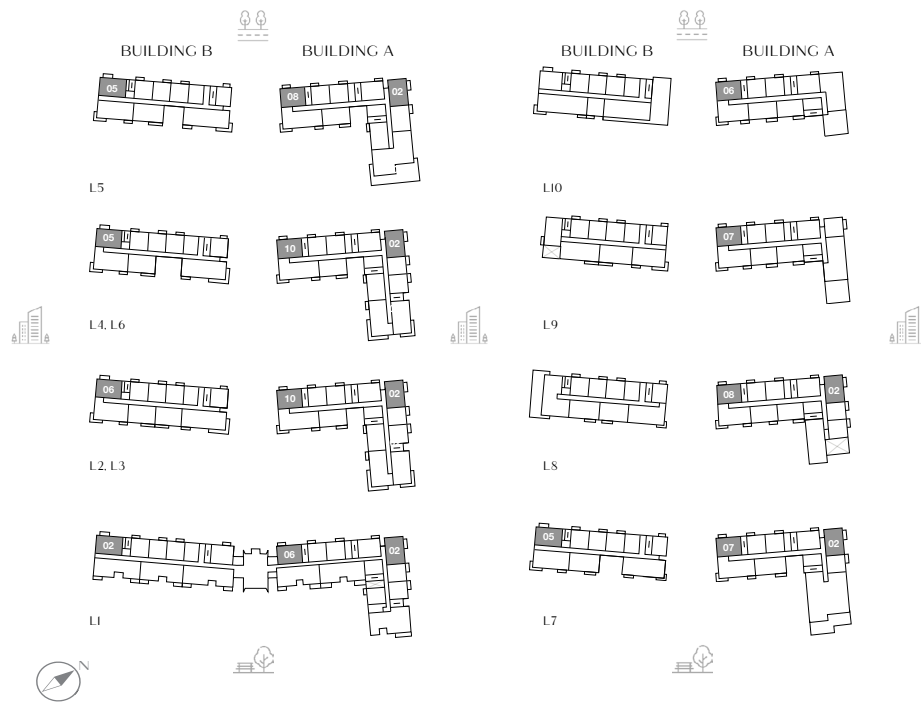 BUILDING B BUILDING A BUILDING B BUILDING A
05 08 02
L5
06
L10
05 10 02
L4, L6
07
L9
06 10 02
L2, L3
08 02
L8
02 06 02
L1
05 07 02
L7
N